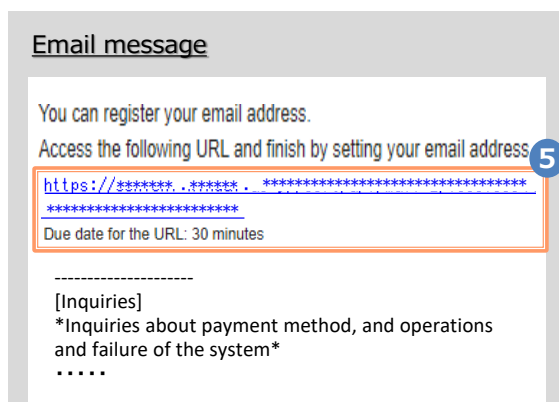 Email message
You can register your email address.
Access the following URL and finish by setting your email address.
5
https://*******.******.
************************
Due date for the URL: 30 minutes
---------------------
[Inquiries]
*Inquiries about payment method, and operations
and failure of the system*
・・・・・